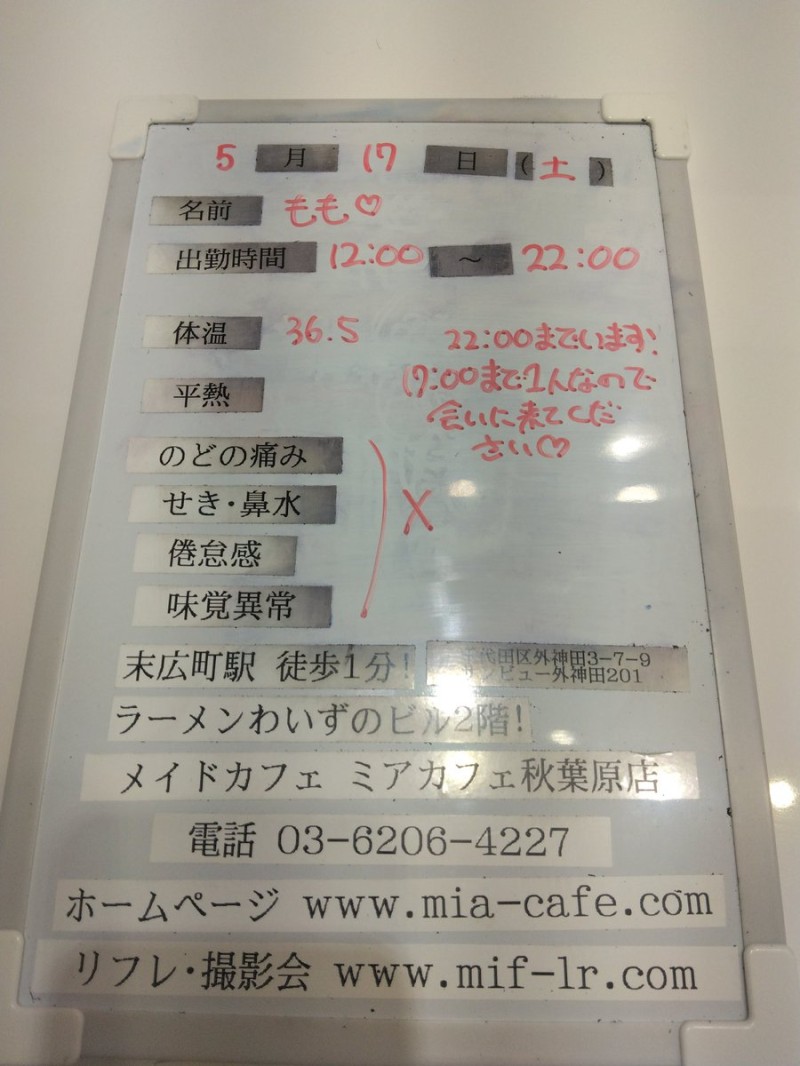 5月17日(土)
名前 もも♡
出勤時間 12:00 ～ 22:00
体温 36.5
平熱
22:00までいます!
17:00まで1人なので
会いに来てくだ
さい♡
のどの痛み
せき・鼻水
倦怠感
味覚異常
X
末広町駅 徒歩1分!
千代田区外神田3-7-9
サンビュー外神田201
ラーメンわいずのビル2階!
メイドカフェ ミアカフェ秋葉原店
電話 03-6206-4227
ホームページ www.mia-cafe.com
リフレ・撮影会 www.mif-lr.com